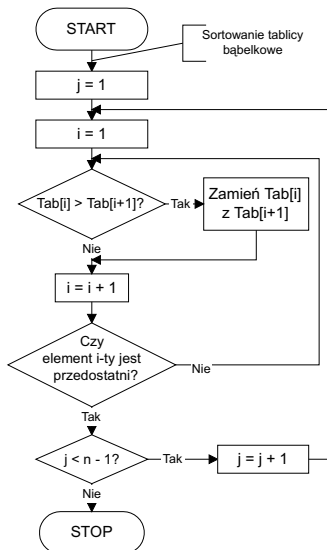 START
Sortowanie tablicy
bąbelkowe
j = 1
i = 1
Tab[i] > Tab[i+1]?
Tak
Zamień Tab[i]
z Tab[i+1]
Nie
i = i + 1
Czy
element i-ty jest
przedostatni?
Nie
Tak
j < n - 1?
Tak
j = j + 1
Nie
STOP